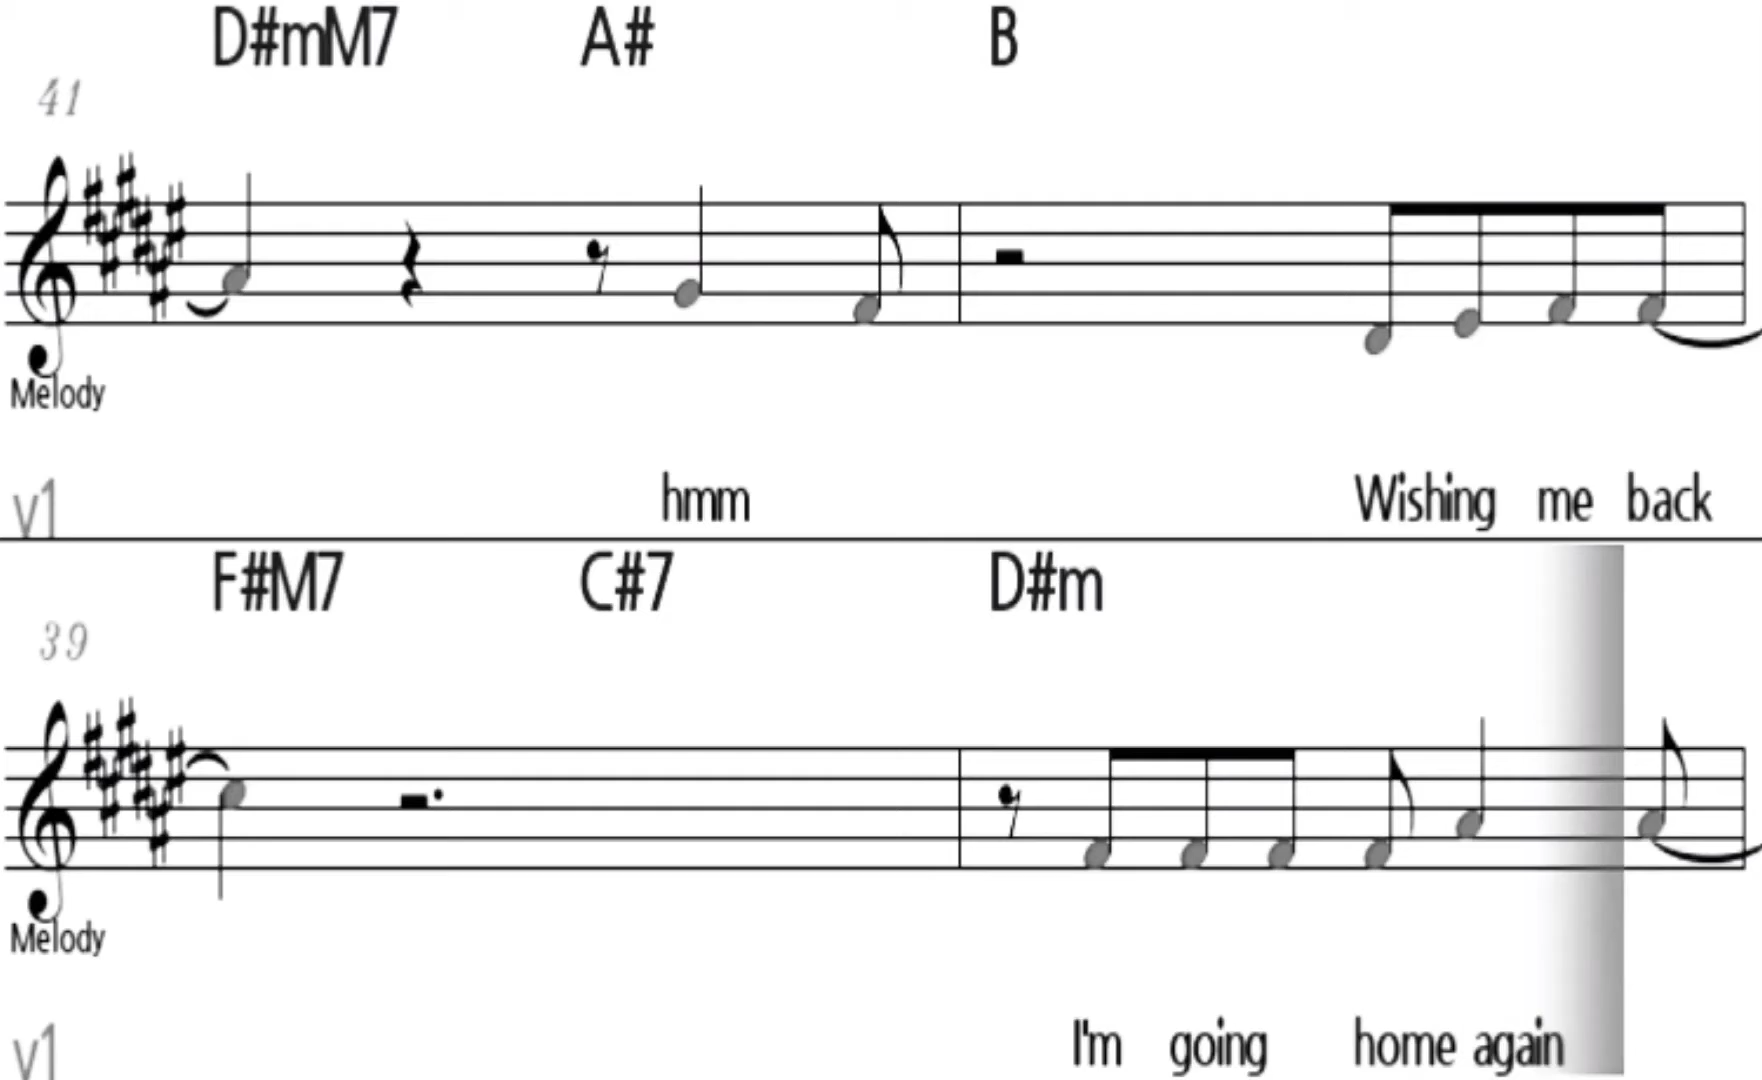 D#mM7 A# B
41
Melody
v1 hmm Wishing me back
F#M7 C#7 D#m
39
Melody
v1 I'm going home again